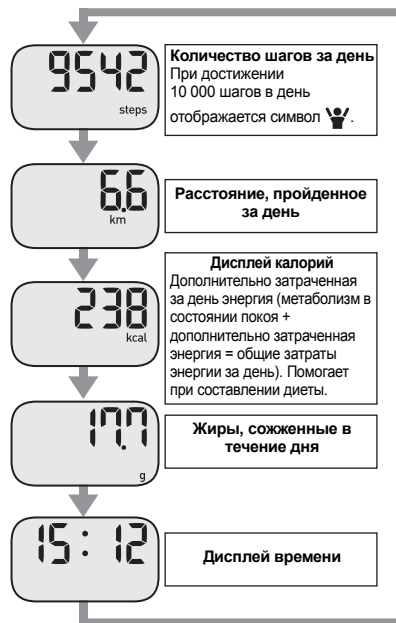 9542
steps
Количество шагов за день
При достижении
10 000 шагов в день
отображается символ .
6.6
km
Расстояние, пройденное
за день
238
kcal
Дисплей калорий
Дополнительно затраченная
за день энергия (метаболизм в
состоянии покоя +
дополнительно затраченная
энергия = общие затраты
энергии за день). Помогает
при составлении диеты.
17.7
g
Жиры, сожженные в
течение дня
15:12
Дисплей времени